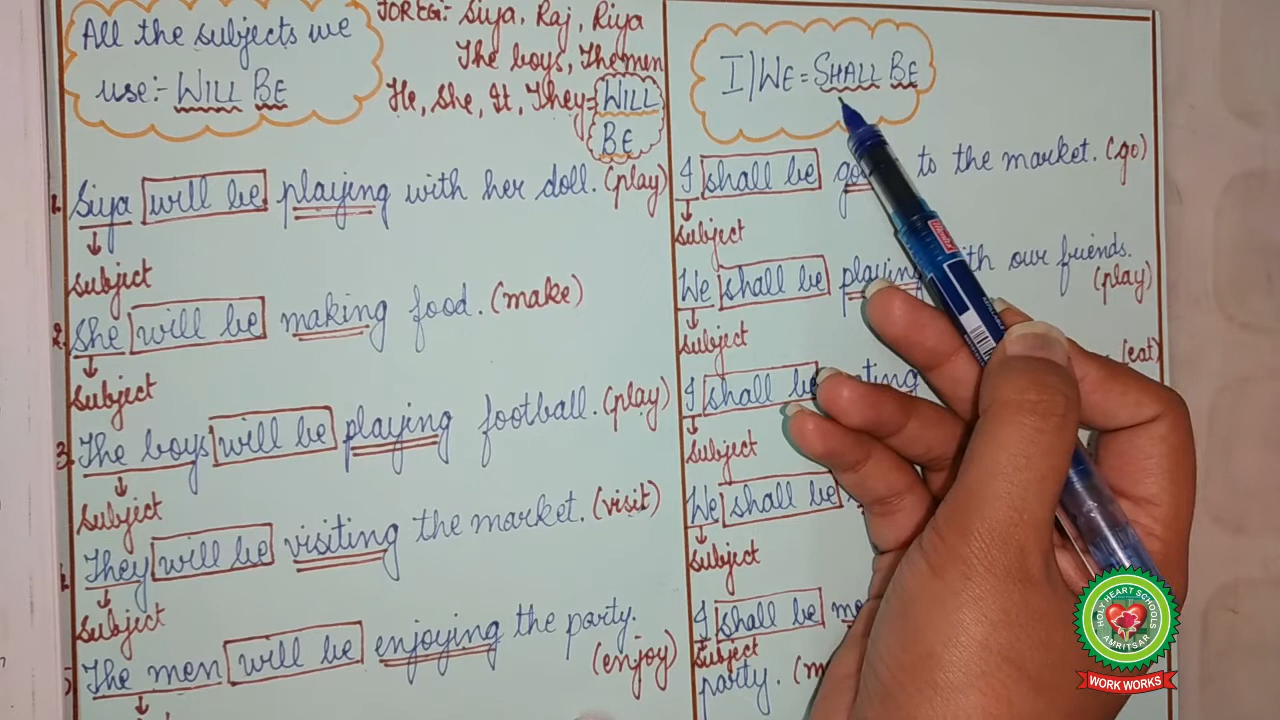 All the subjects we
use:- WILL BE
FOR EG:- Siya, Raj, Riya
The boys, The men
He, She, It, They= WILL
BE
1. Siya will be playing with her doll. (play)
Subject
2. She will be making food. (make)
Subject
3. The boys will be playing football. (play)
Subject
They will be visiting the market. (visit)
Subject
The men will be enjoying the party.
(enjoy)
I/WE = SHALL BE
I shall be to the market. (go)
Subject
We shall be playing with our friends.
(play)
Subject
I shall be (eat)
Subject
We shall be
Subject
I shall be
Subject
party.
HOLY HEART SCHOOLS
AMRITSAR
WORK WORKS